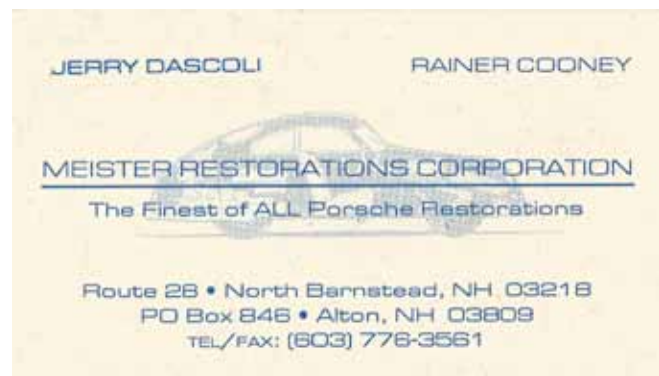 JERRY DASCOLI RAINER COONEY
MEISTER RESTORATIONS CORPORATION
The Finest of ALL Porsche Restorations
Route 28 • North Barnstead, NH 03218
PO Box 846 • Alton, NH 03809
TEL/FAX: (603) 776-3561